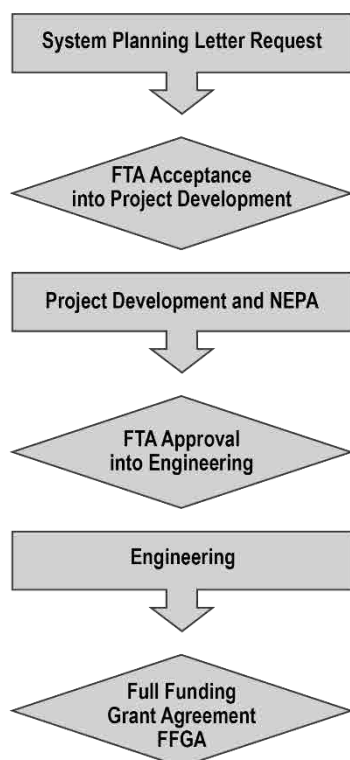 System Planning Letter Request
FTA Acceptance
into Project Development
Project Development and NEPA
FTA Approval
into Engineering
Engineering
Full Funding
Grant Agreement
FFGA